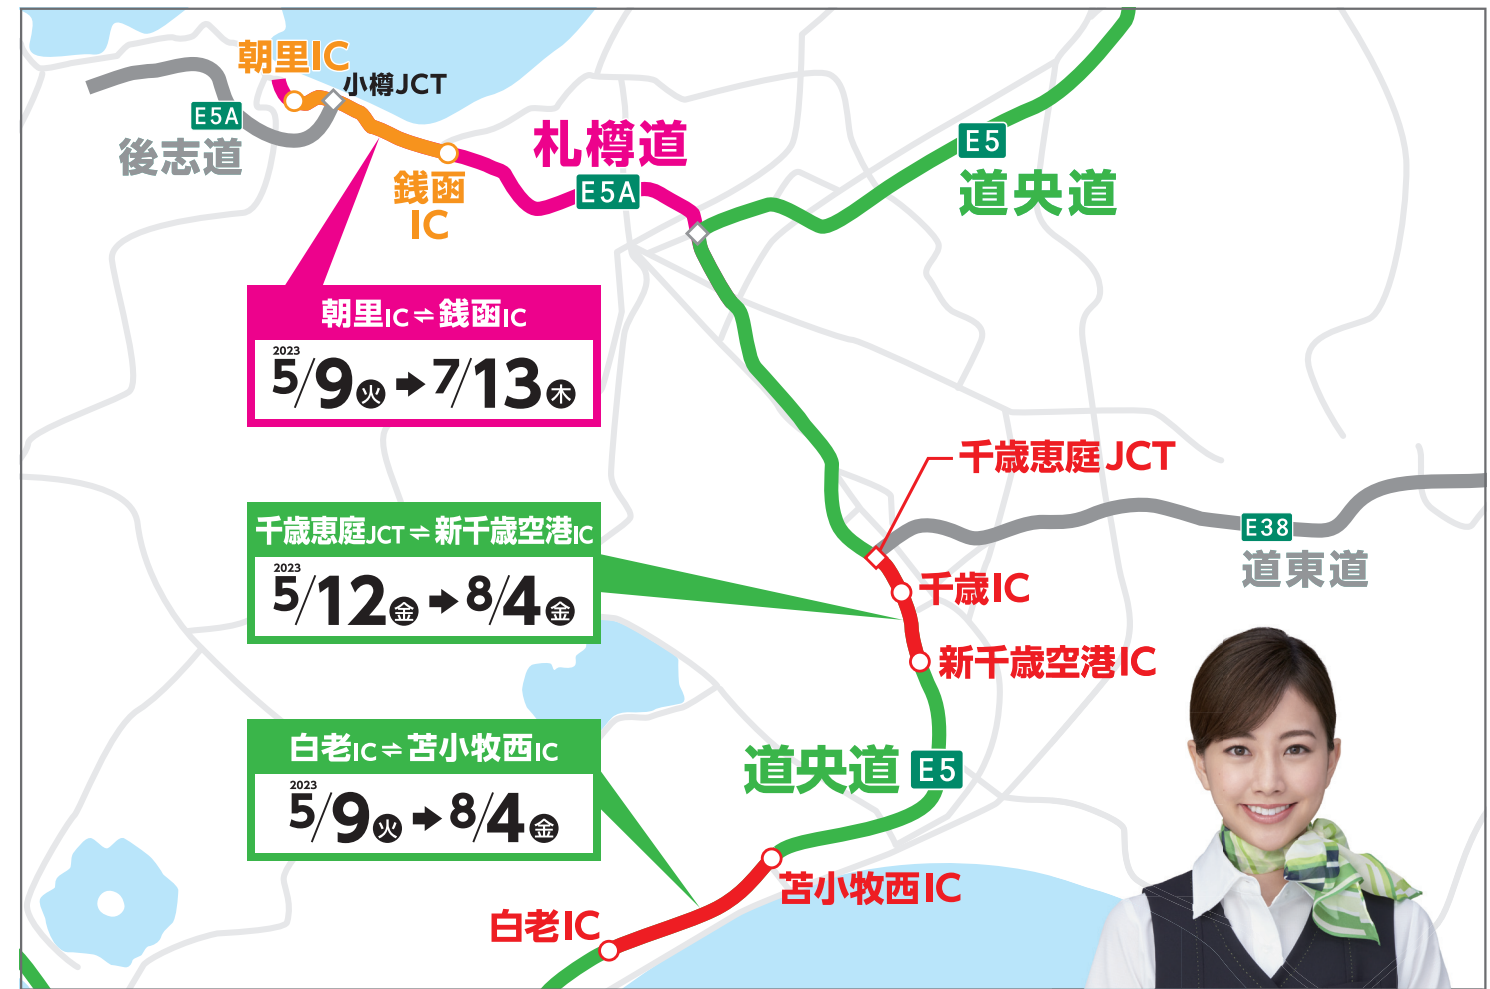 朝里IC
小樽JCT
E5A
後志道
銭函
IC
札樽道
E5A
E5
道央道
朝里IC⇌銭函IC
2023
5/9火➡7/13木
千歳恵庭JCT
千歳恵庭JCT⇌新千歳空港IC
2023
5/12金➡8/4金
E38
道東道
千歳IC
新千歳空港IC
白老IC⇌苫小牧西IC
2023
5/9火➡8/4金
道央道
E5
苫小牧西IC
白老IC